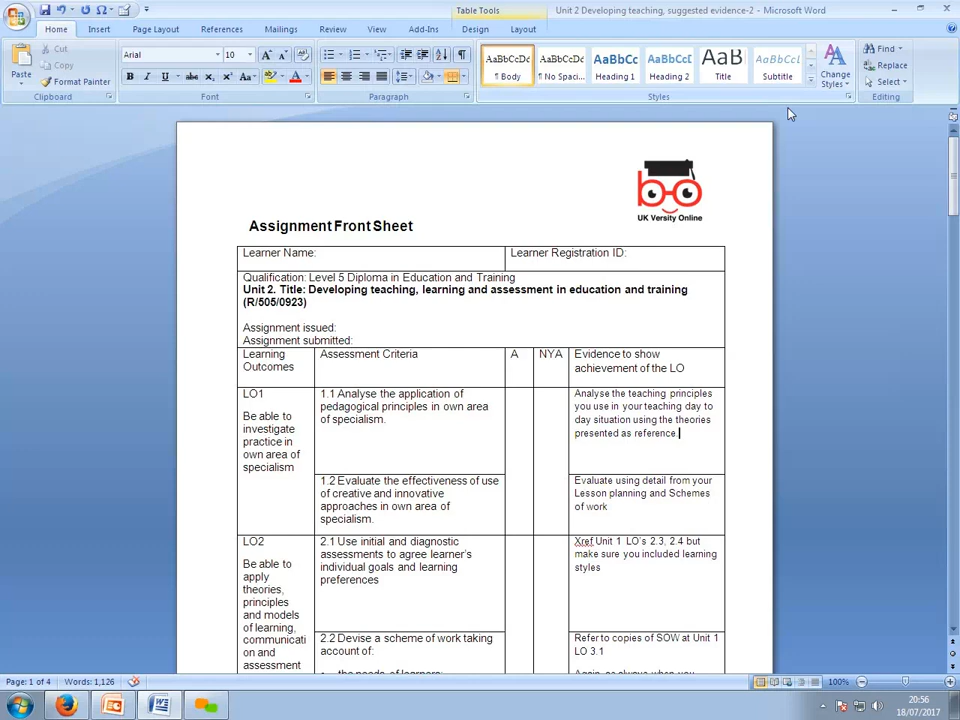 Table Tools
Unit 2 Developing teaching, suggested evidence-2 - Microsoft Word
Home Insert Page Layout References Mailings Review View Add-Ins Design Layout
Paste
Cut
Copy
Format Painter
Clipboard
Arial 10
Font
Paragraph
AaBbCcDc AaBbCcDc AaBbCc AaBbCcI AaB AaBbCcL
¶ Body ¶ No Spaci... Heading 1 Heading 2 Title Subtitle
Change
Styles
Styles
Find
Replace
Select
Editing
UK Versity Online
Assignment Front Sheet
Learner Name: Learner Registration ID:
Qualification: Level 5 Diploma in Education and Training
Unit 2. Title: Developing teaching, learning and assessment in education and training
(R/505/0923)
Assignment issued:
Assignment submitted:
Learning
Outcomes
Assessment Criteria
A
NYA
Evidence to show
achievement of the LO
LO1
Be able to
investigate
practice in
own area of
specialism
1.1 Analyse the application of
pedagogical principles in own area
of specialism.
Analyse the teaching principles
you use in your teaching day to
day situation using the theories
presented as reference.
1.2 Evaluate the effectiveness of use
of creative and innovative
approaches in own area of
specialism.
Evaluate using detail from your
Lesson planning and Schemes
of work
LO2
Be able to
apply
theories,
principles
and models
of learning,
communicati
on and
assessment
2.1 Use initial and diagnostic
assessments to agree learner's
individual goals and learning
preferences
Xref Unit 1 LO's 2.3, 2.4 but
make sure you included learning
styles
2.2 Devise a scheme of work taking
account of:
Refer to copies of SOW at Unit 1
LO 3.1
Page: 1 of 4 Words: 1,126
100%
20:56
18/07/2017